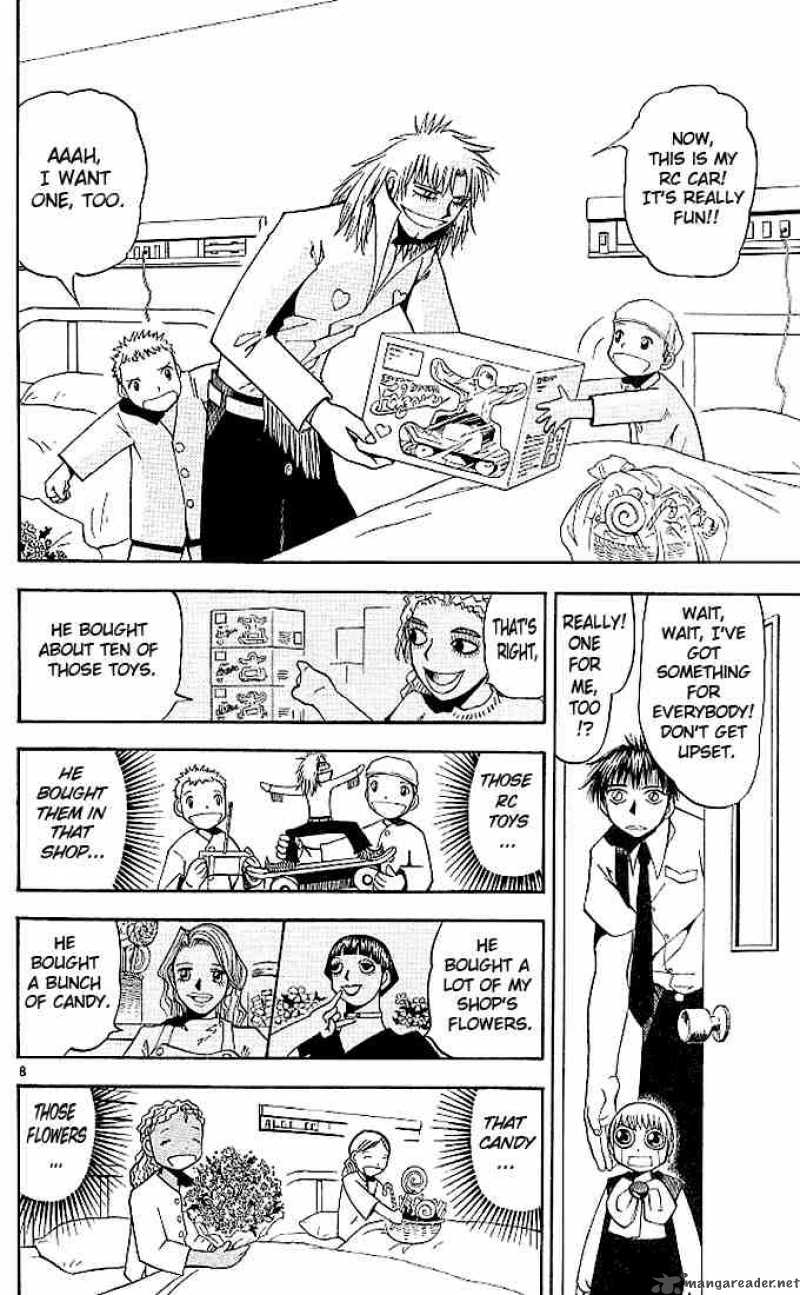 NOW,
THIS IS MY
RC CAR!
IT'S REALLY
FUN!!
AAAH,
I WANT
ONE, TOO.
WAIT,
WAIT, I'VE
GOT
SOMETHING
FOR
EVERYBODY!
DON'T GET
UPSET.
REALLY!
ONE
FOR
ME,
TOO
!?
THAT'S
RIGHT,
HE BOUGHT
ABOUT TEN OF
THOSE TOYS.
THOSE
RC
TOYS
...
HE
BOUGHT
THEM IN
THAT
SHOP...
HE
BOUGHT A
LOT OF MY
SHOP'S
FLOWERS.
HE
BOUGHT
A BUNCH
OF CANDY.
8
THAT
CANDY
...
THOSE
FLOWERS
...
mangareader.net